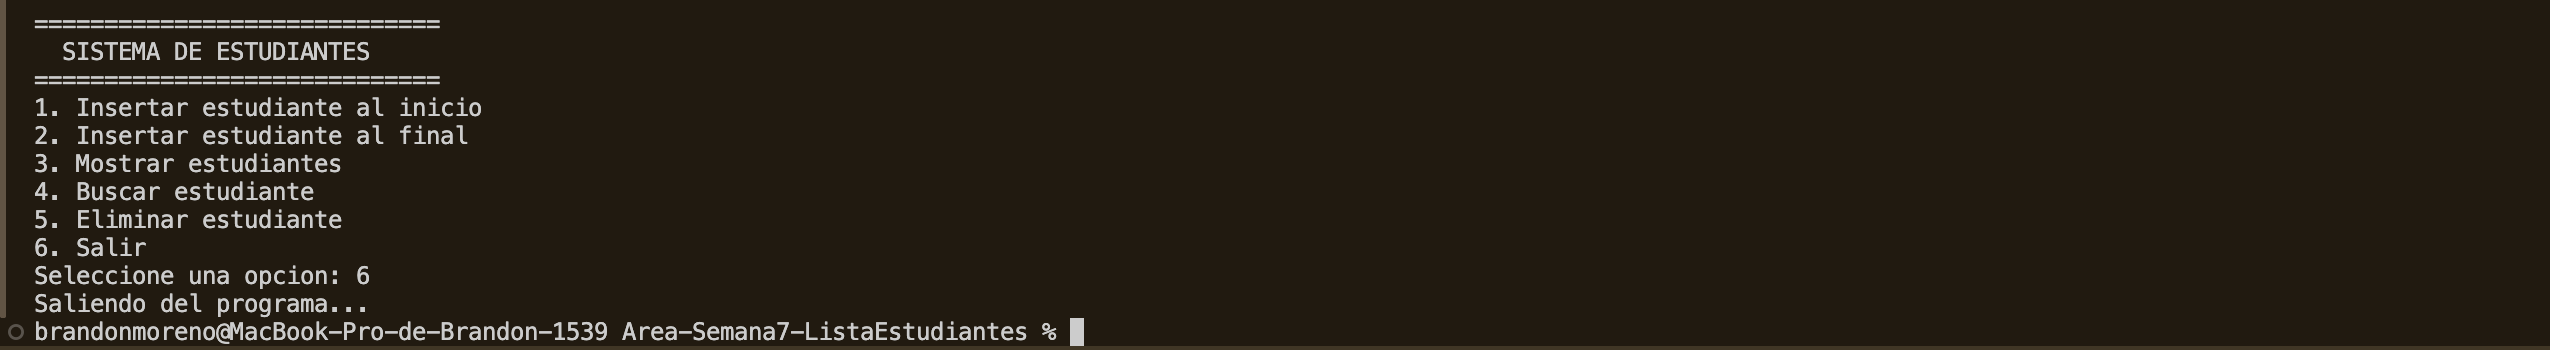 =============================
  SISTEMA DE ESTUDIANTES
=============================
1. Insertar estudiante al inicio
2. Insertar estudiante al final
3. Mostrar estudiantes
4. Buscar estudiante
5. Eliminar estudiante
6. Salir
Seleccione una opcion: 6
Saliendo del programa...
brandonmoreno@MacBook-Pro-de-Brandon-1539 Area-Semana7-ListaEstudiantes %